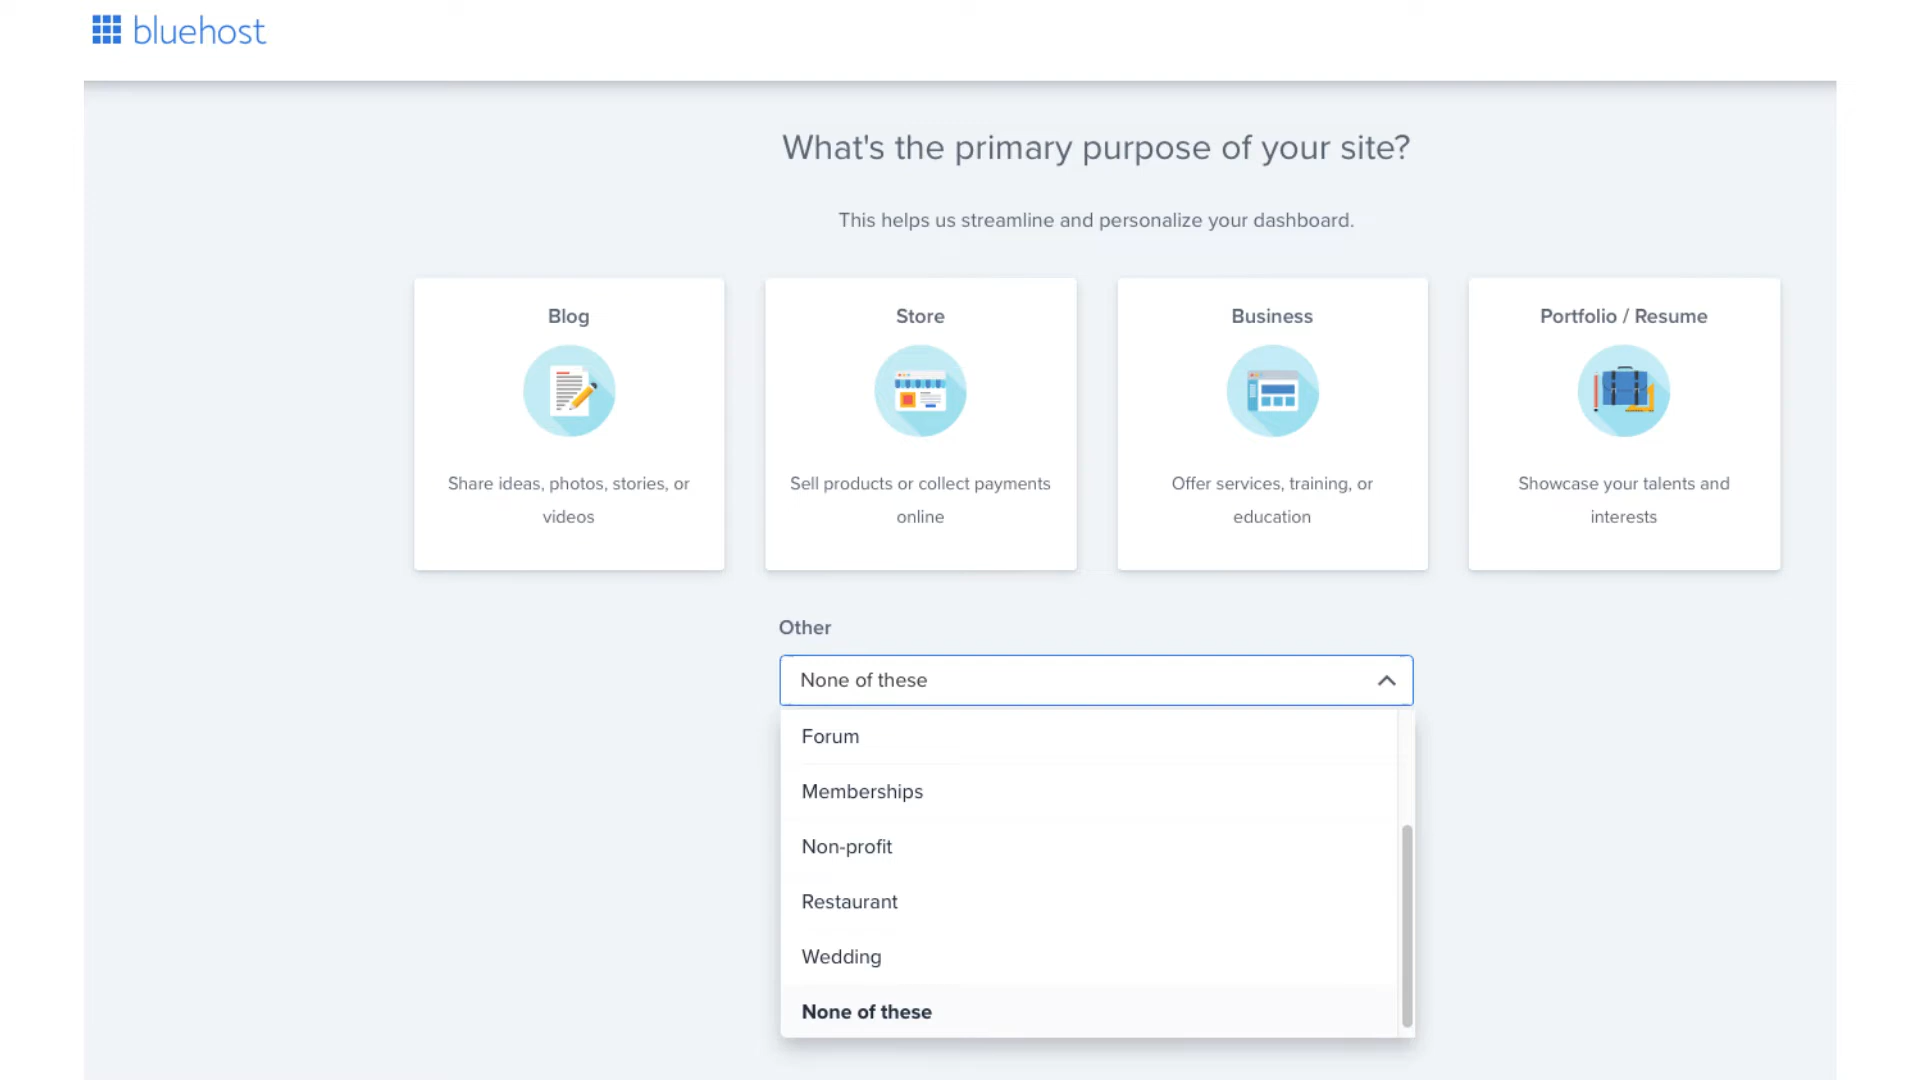 bluehost
What's the primary purpose of your site?
This helps us streamline and personalize your dashboard.
Blog
Share ideas, photos, stories, or
videos
Store
Sell products or collect payments
online
Business
Offer services, training, or
education
Portfolio / Resume
Showcase your talents and
interests
Other
None of these
Forum
Memberships
Non-profit
Restaurant
Wedding
None of these